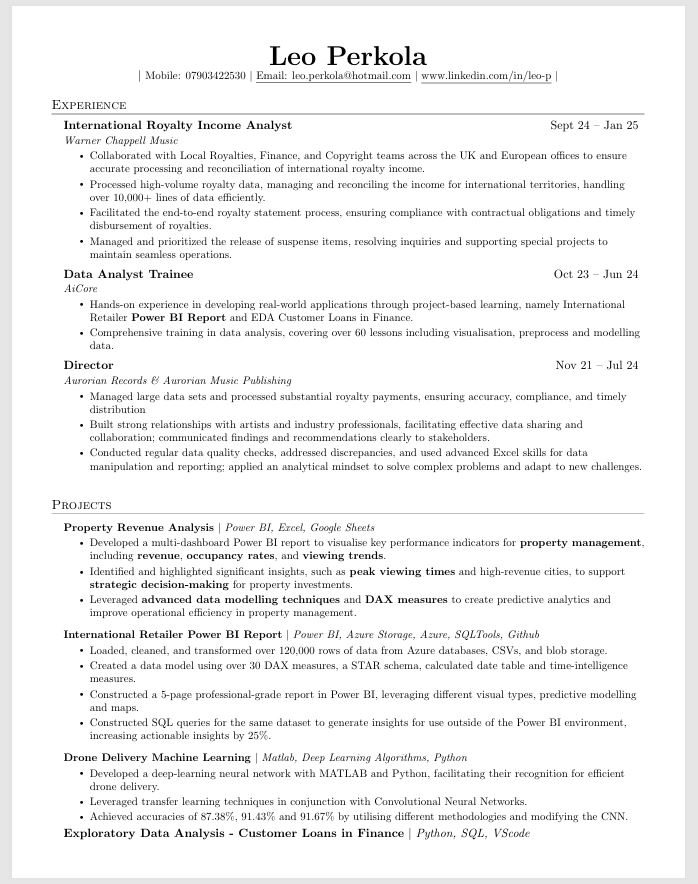 Leo Perkola
| Mobile: 07903422530 | Email: leo.perkola@hotmail.com | www.linkedin.com/in/leo-p |
Experience
International Royalty Income Analyst Sept 24 – Jan 25
Warner Chappell Music
• Collaborated with Local Royalties, Finance, and Copyright teams across the UK and European offices to ensure
accurate processing and reconciliation of international royalty income.
• Processed high-volume royalty data, managing and reconciling the income for international territories, handling
over 10,000+ lines of data efficiently.
• Facilitated the end-to-end royalty statement process, ensuring compliance with contractual obligations and timely
disbursement of royalties.
• Managed and prioritized the release of suspense items, resolving inquiries and supporting special projects to
maintain seamless operations.
Data Analyst Trainee Oct 23 – Jun 24
AiCore
• Hands-on experience in developing real-world applications through project-based learning, namely International
Retailer Power BI Report and EDA Customer Loans in Finance.
• Comprehensive training in data analysis, covering over 60 lessons including visualisation, preprocess and modelling
data.
Director Nov 21 – Jul 24
Aurorian Records & Aurorian Music Publishing
• Managed large data sets and processed substantial royalty payments, ensuring accuracy, compliance, and timely
distribution
• Built strong relationships with artists and industry professionals, facilitating effective data sharing and
collaboration; communicated findings and recommendations clearly to stakeholders.
• Conducted regular data quality checks, addressed discrepancies, and used advanced Excel skills for data
manipulation and reporting; applied an analytical mindset to solve complex problems and adapt to new challenges.
Projects
Property Revenue Analysis | Power BI, Excel, Google Sheets
• Developed a multi-dashboard Power BI report to visualise key performance indicators for property management,
including revenue, occupancy rates, and viewing trends.
• Identified and highlighted significant insights, such as peak viewing times and high-revenue cities, to support
strategic decision-making for property investments.
• Leveraged advanced data modelling techniques and DAX measures to create predictive analytics and
improve operational efficiency in property management.
International Retailer Power BI Report | Power BI, Azure Storage, Azure, SQLTools, Github
• Loaded, cleaned, and transformed over 120,000 rows of data from Azure databases, CSVs, and blob storage.
• Created a data model using over 30 DAX measures, a STAR schema, calculated date table and time-intelligence
measures.
• Constructed a 5-page professional-grade report in Power BI, leveraging different visual types, predictive modelling
and maps.
• Constructed SQL queries for the same dataset to generate insights for use outside of the Power BI environment,
increasing actionable insights by 25%.
Drone Delivery Machine Learning | Matlab, Deep Learning Algorithms, Python
• Developed a deep-learning neural network with MATLAB and Python, facilitating their recognition for efficient
drone delivery.
• Leveraged transfer learning techniques in conjunction with Convolutional Neural Networks.
• Achieved accuracies of 87.38%, 91.43% and 91.67% by utilising different methodologies and modifying the CNN.
Exploratory Data Analysis - Customer Loans in Finance | Python, SQL, VScode